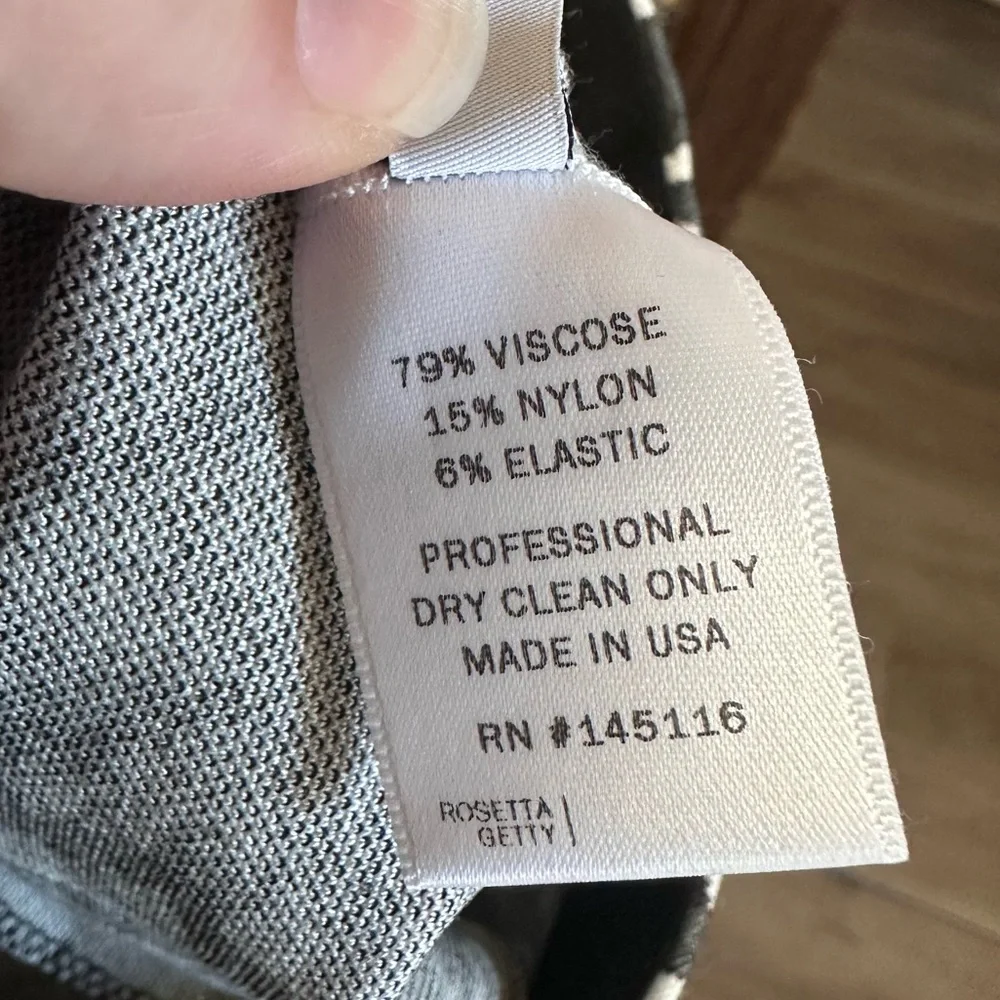 79% VISCOSE
15% NYLON
6% ELASTIC
PROFESSIONAL
DRY CLEAN ONLY
MADE IN USA
RN #145116
ROSETTA
GETTY